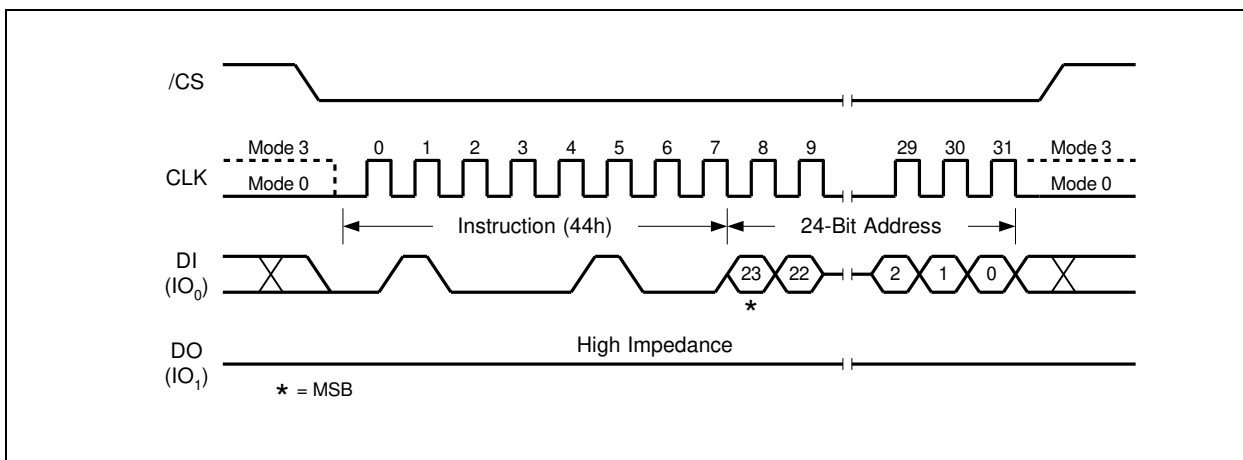 /CS
CLK
Mode 3
Mode 0
0 1 2 3 4 5 6 7 8 9 29 30 31
Mode 3
Mode 0
Instruction (44h)
24-Bit Address
DI
(IO0)
23 22 2 1 0
*
DO
(IO1)
High Impedance
* = MSB